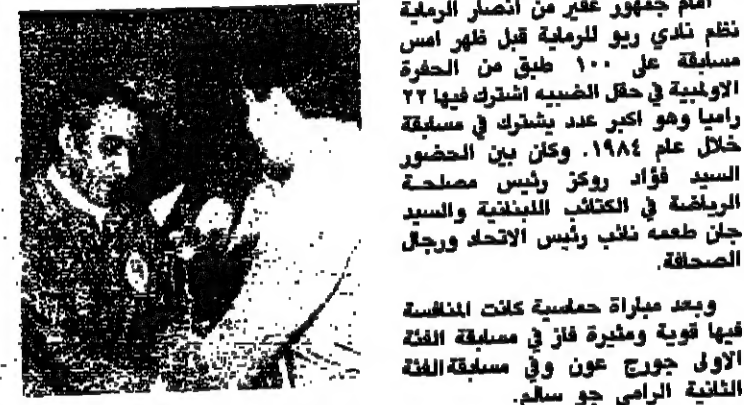 امام جمهور غفير من انصار الرماية
نظم نادي ريو للرماية قبل ظهر امس
مسابقة على ١٠٠ طبق من الحفرة
الاولمبية في حقل الضبيه اشترك فيها ٢٢
راميا وهو اكبر عدد يشترك في مسابقة
خلال عام ١٩٨٤. وكان بين الحضور
السيد فؤاد روكز رئيس مصلحة
الرياضة في الكتائب اللبنانية والسيد
جان طعمه نائب رئيس الاتحاد ورجال
الصحافة.
وبعد مباراة حماسية كانت المنافسة
فيها قوية ومثيرة فاز في مسابقة الفئة
الاولى جورج عون وفي مسابقة الفئة
الثانية الرامي جو سالم.